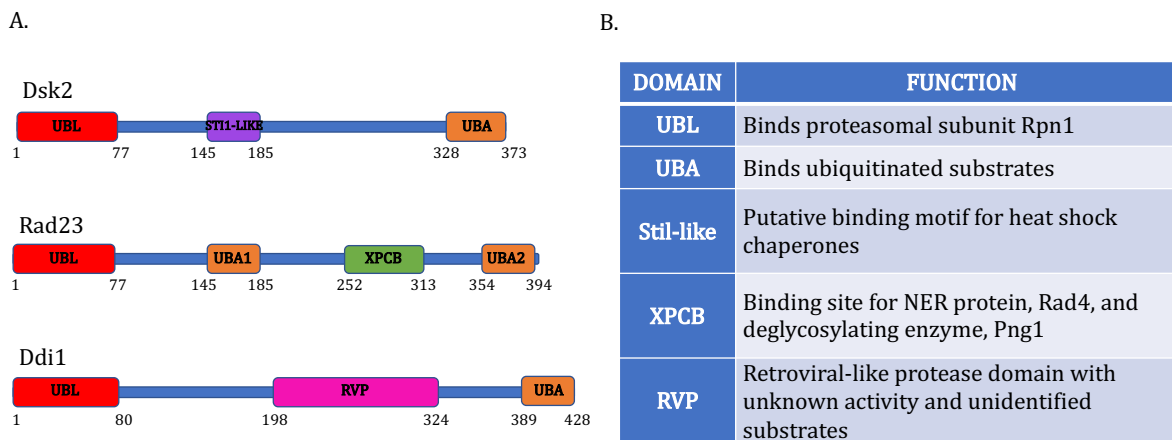 A.
Dsk2
UBL STI1-LIKE UBA
1 77 145 185 328 373
Rad23
UBL UBA1 XPCB UBA2
1 77 145 185 252 313 354 394
Ddi1
UBL RVP UBA
1 80 198 324 389 428
B.
DOMAIN FUNCTION
UBL Binds proteasomal subunit Rpn1
UBA Binds ubiquitinated substrates
Stil-like Putative binding motif for heat shock
chaperones
XPCB Binding site for NER protein, Rad4, and
deglycosylating enzyme, Png1
RVP Retroviral-like protease domain with
unknown activity and unidentified
substrates